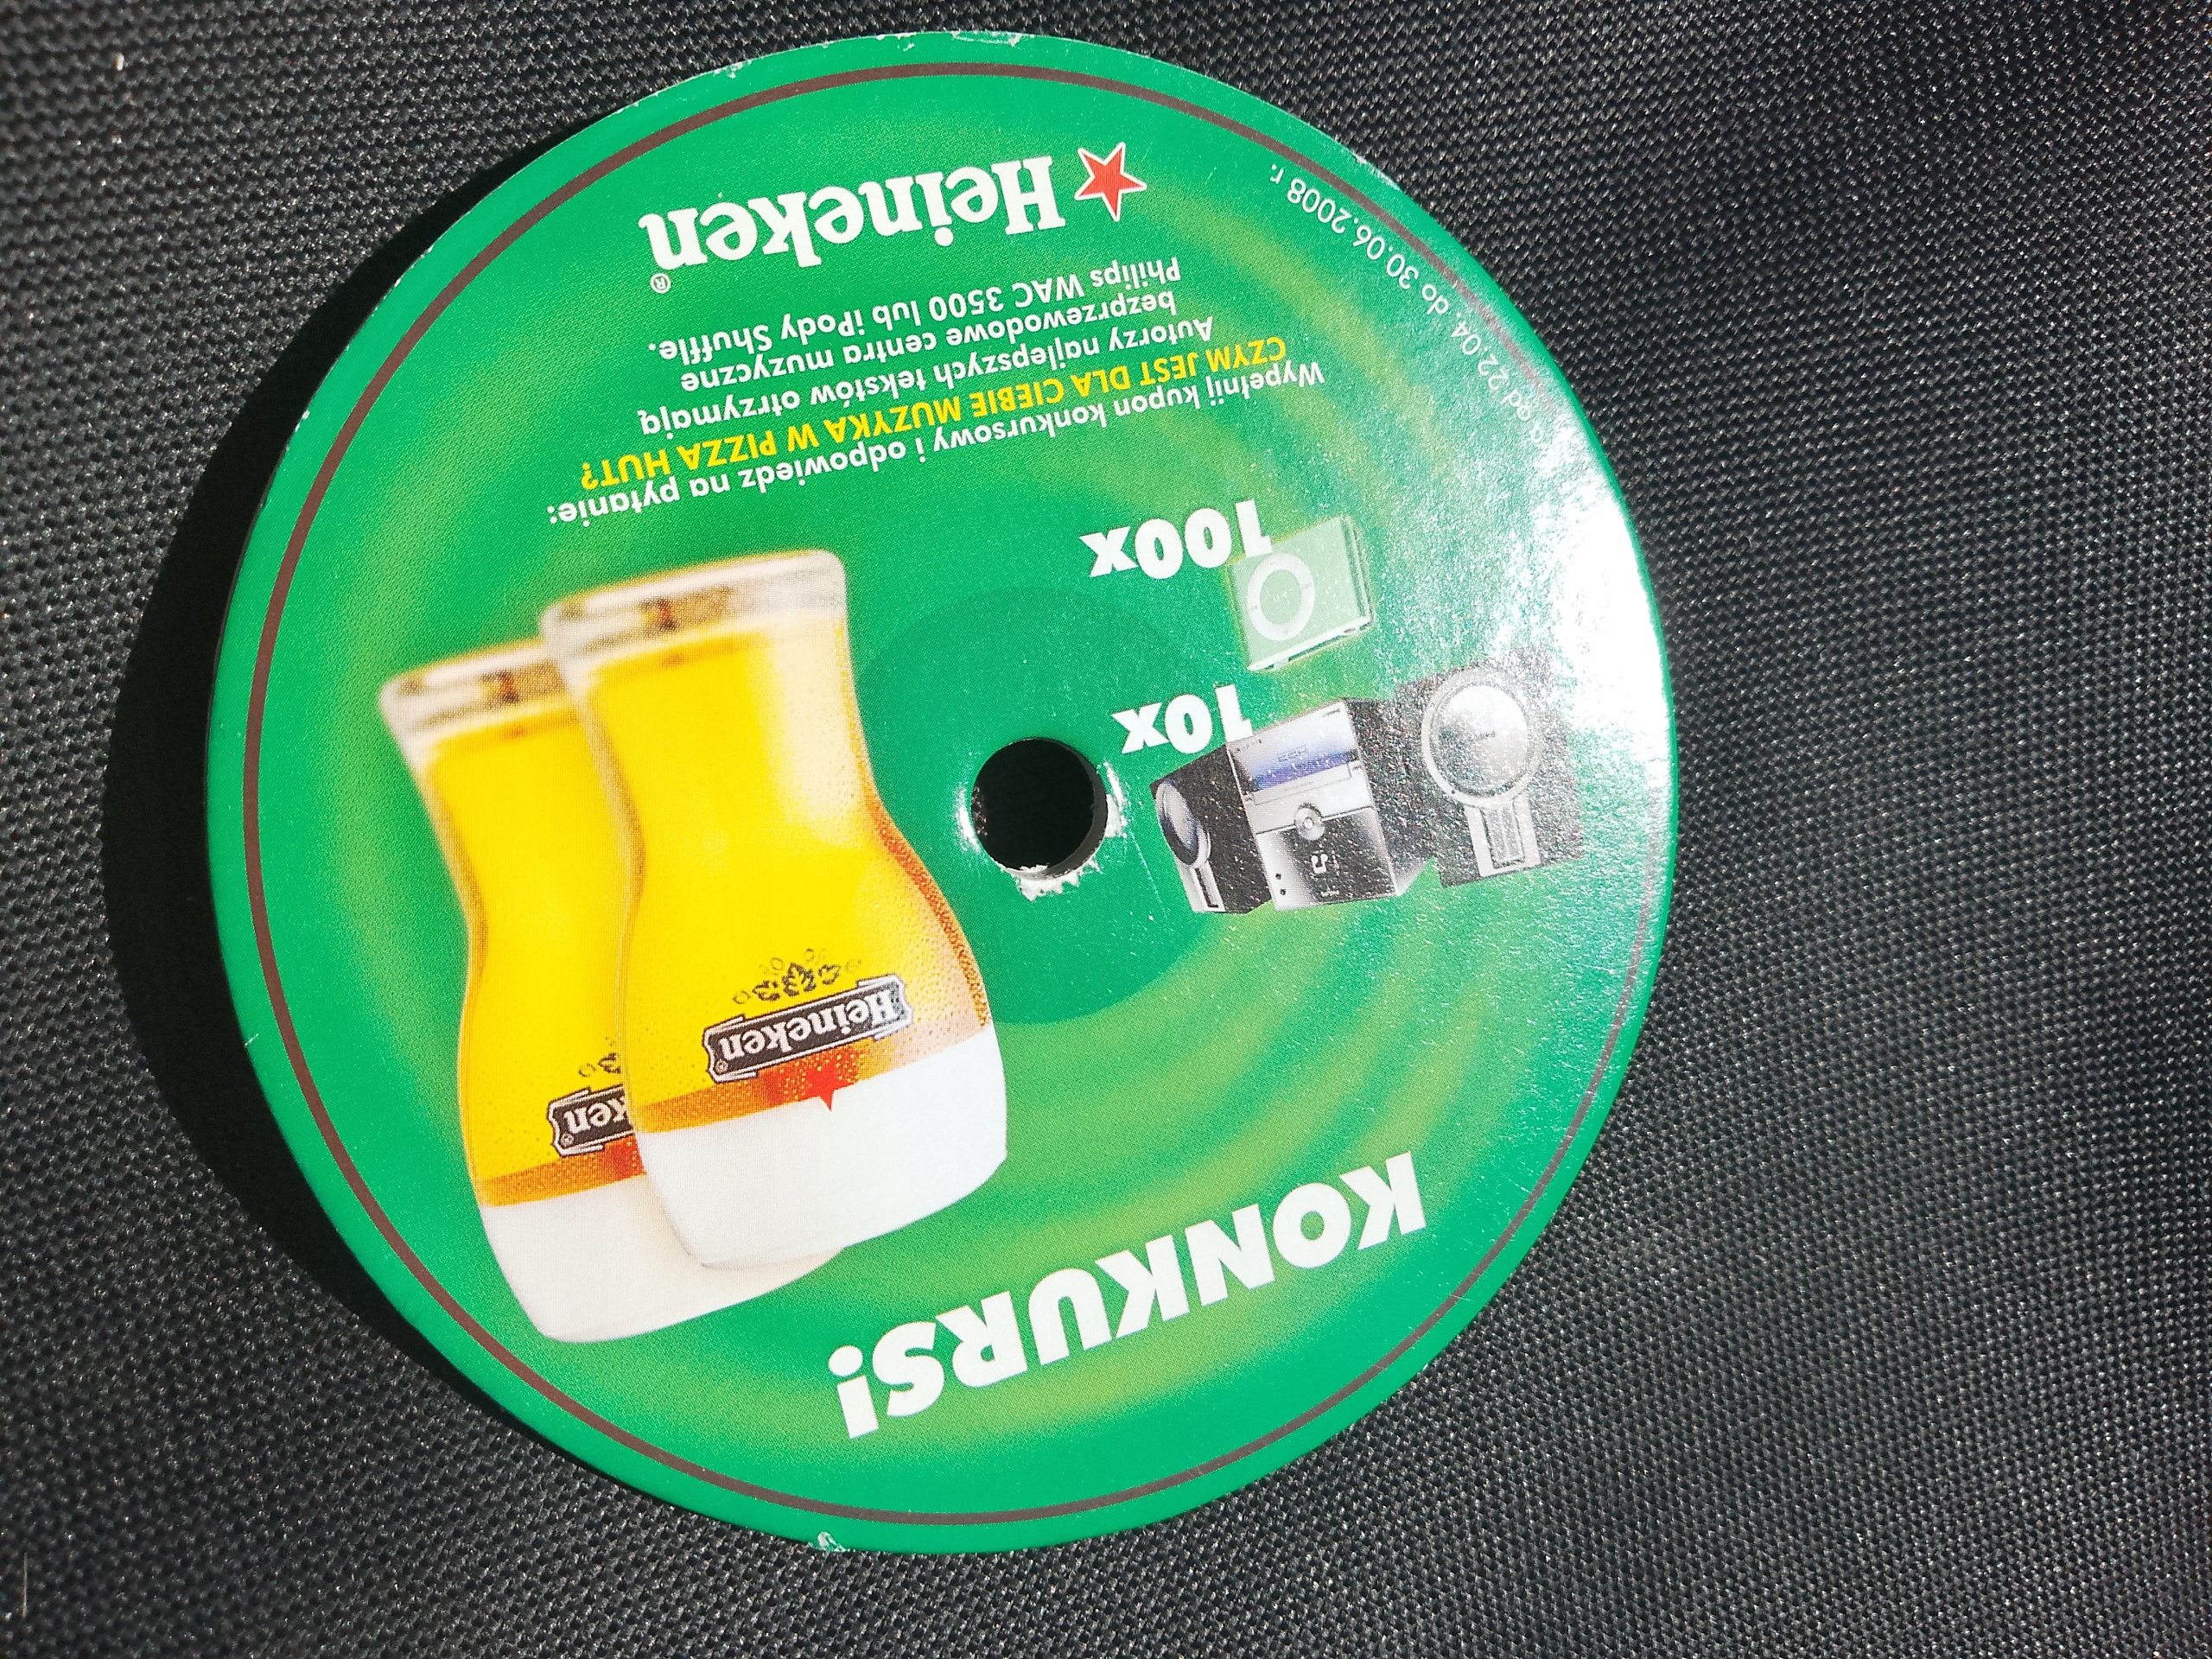 KONKURS!
10x
100x
Heineken
ken
Wypełnij kupon konkursowy i odpowiedz na pytanie:
CZYM JEST DLA CIEBIE MUZYKA W PIZZA HUT?
Autorzy najlepszych tekstów otrzymają
bezprzewodowe centra muzyczne
Philips WAC 3500 lub iPody Shuffle.
Heineken®
od 22.04. do 30.06.2008 r.